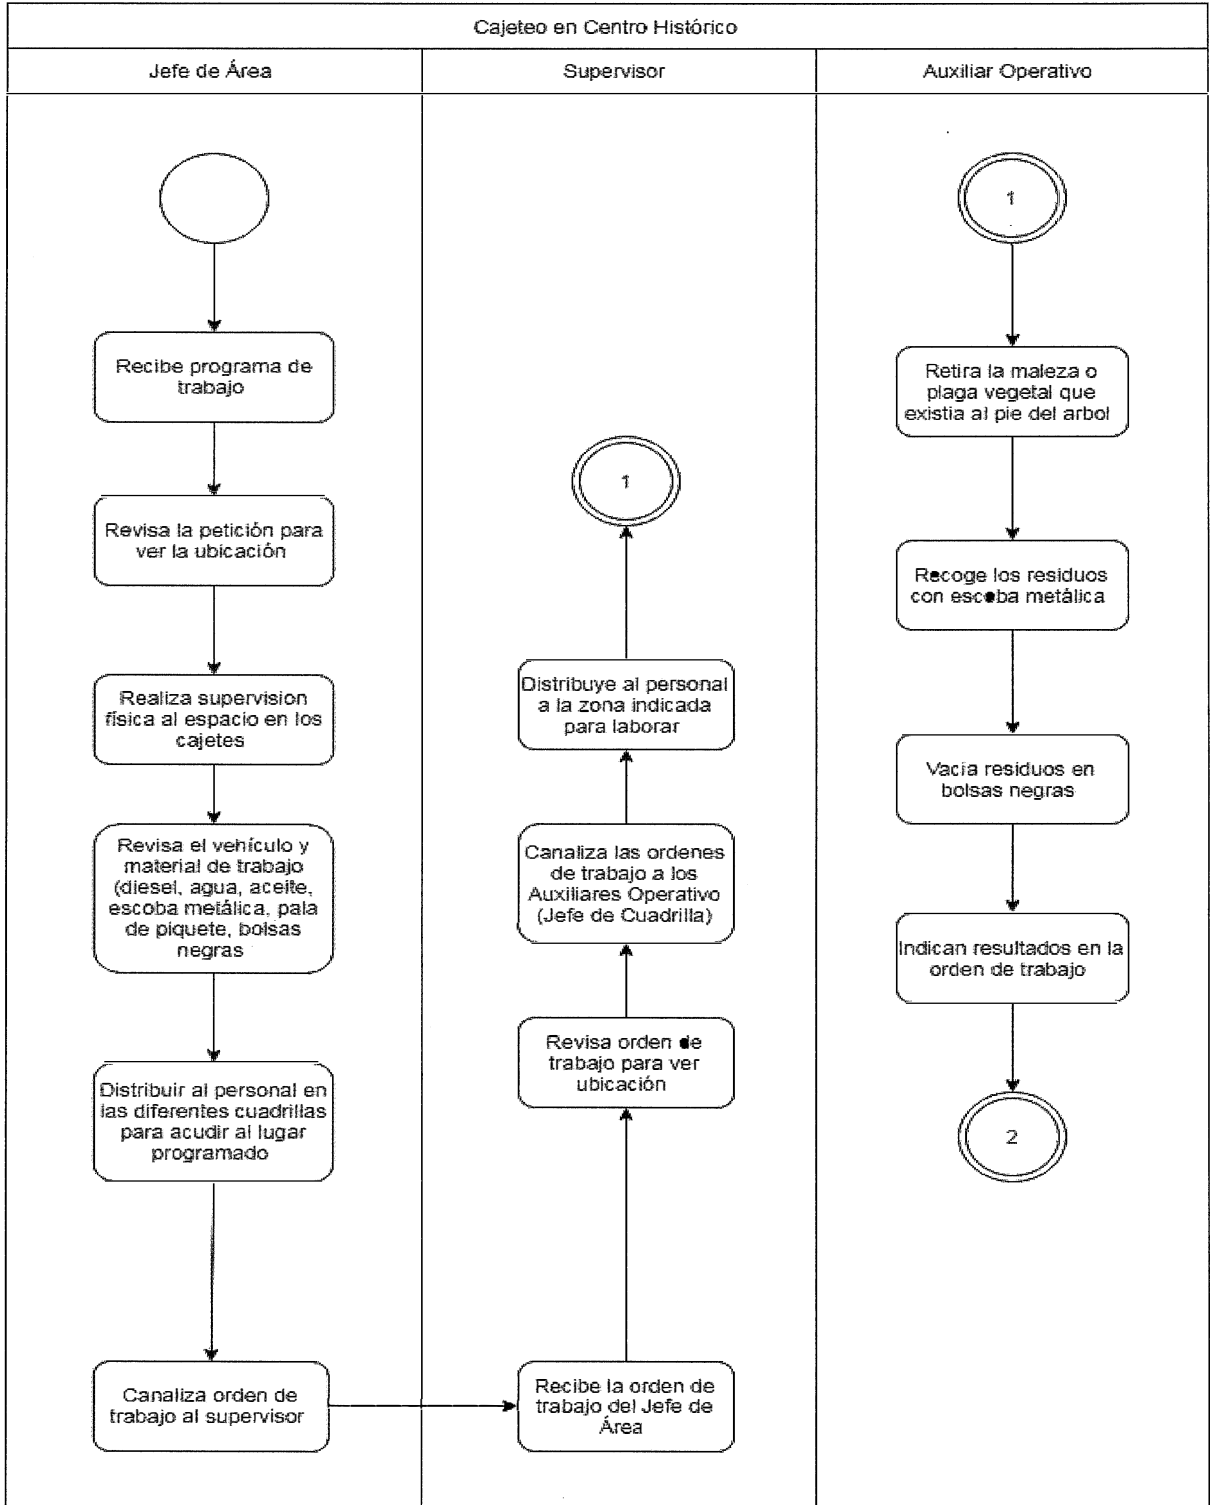 Cajeteo en Centro Histórico
Jefe de Área
Supervisor
Auxiliar Operativo
Recibe programa de
trabajo
Revisa la petición para
ver la ubicación
Realiza supervision
física al espacio en los
cajetes
Revisa el vehículo y
material de trabajo
(diesel, agua, aceite,
escoba metálica, pala
de piquete, bolsas
negras
Distribuir al personal en
las diferentes cuadrillas
para acudir al lugar
programado
Canaliza orden de
trabajo al supervisor
1
Distribuye al personal
a la zona indicada
para laborar
Canaliza las ordenes
de trabajo a los
Auxiliares Operativo
(Jefe de Cuadrilla)
Revisa orden de
trabajo para ver
ubicación
Recibe la orden de
trabajo del Jefe de
Área
1
Retira la maleza o
plaga vegetal que
existia al pie del arbol
Recoge los residuos
con escoba metálica
Vacia residuos en
bolsas negras
Indican resultados en la
orden de trabajo
2